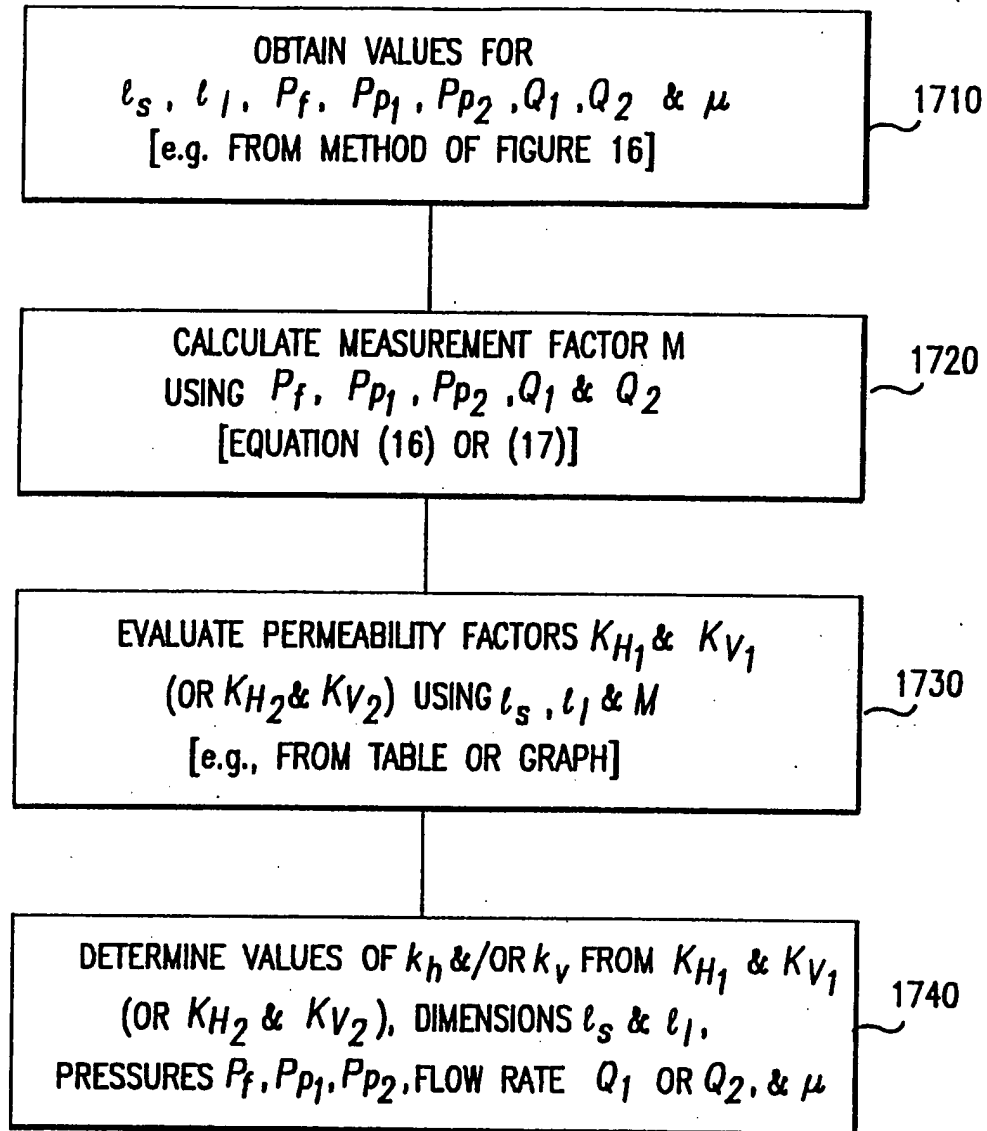 OBTAIN VALUES FOR
ℓs, ℓl, Pf, Pp1, Pp2, Q1, Q2 & μ
[e.g. FROM METHOD OF FIGURE 16]
1710
CALCULATE MEASUREMENT FACTOR M
USING Pf, Pp1, Pp2, Q1 & Q2
[EQUATION (16) OR (17)]
1720
EVALUATE PERMEABILITY FACTORS KH1 & KV1
(OR KH2 & KV2) USING ℓs, ℓl & M
[e.g., FROM TABLE OR GRAPH]
1730
DETERMINE VALUES OF kh &/OR kv FROM KH1 & KV1
(OR KH2 & KV2), DIMENSIONS ℓs & ℓl,
PRESSURES Pf, Pp1, Pp2, FLOW RATE Q1 OR Q2, & μ
1740